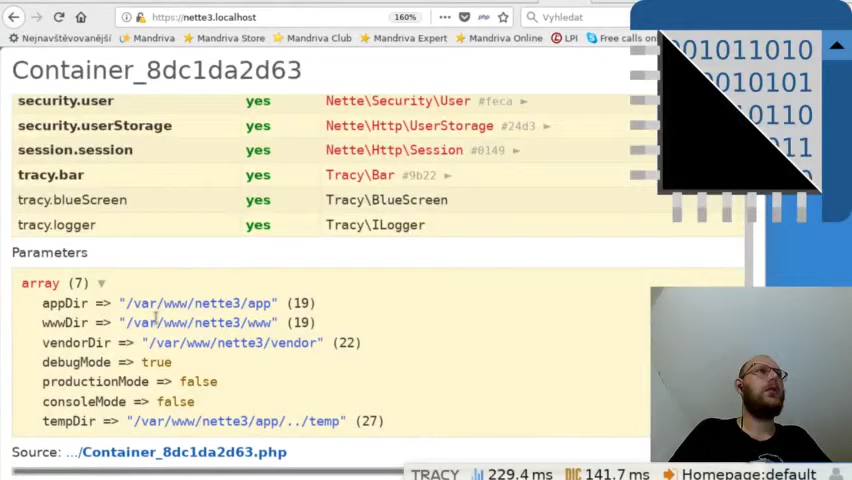 https://nette3.localhost 160% ••• Vyhledat
Nejnavštěvovanější Mandriva Mandriva Store Mandriva Club Mandriva Expert Mandriva Online LPI Free calls on
Container_8dc1da2d63
security.user yes Nette\Security\User #feca ►
security.userStorage yes Nette\Http\UserStorage #24d3 ►
session.session yes Nette\Http\Session #0149 ►
tracy.bar yes Tracy\Bar #9b22 ►
tracy.blueScreen yes Tracy\BlueScreen
tracy.logger yes Tracy\ILogger
Parameters
array (7) ▼
appDir => "/var/www/nette3/app" (19)
wwwDir => "/var/www/nette3/www" (19)
vendorDir => "/var/www/nette3/vendor" (22)
debugMode => true
productionMode => false
consoleMode => false
tempDir => "/var/www/nette3/app/../temp" (27)
Source: .../Container_8dc1da2d63.php
TRACY 229.4 ms DIC 141.7 ms Homepage:default
001011010
0010101
0110
11